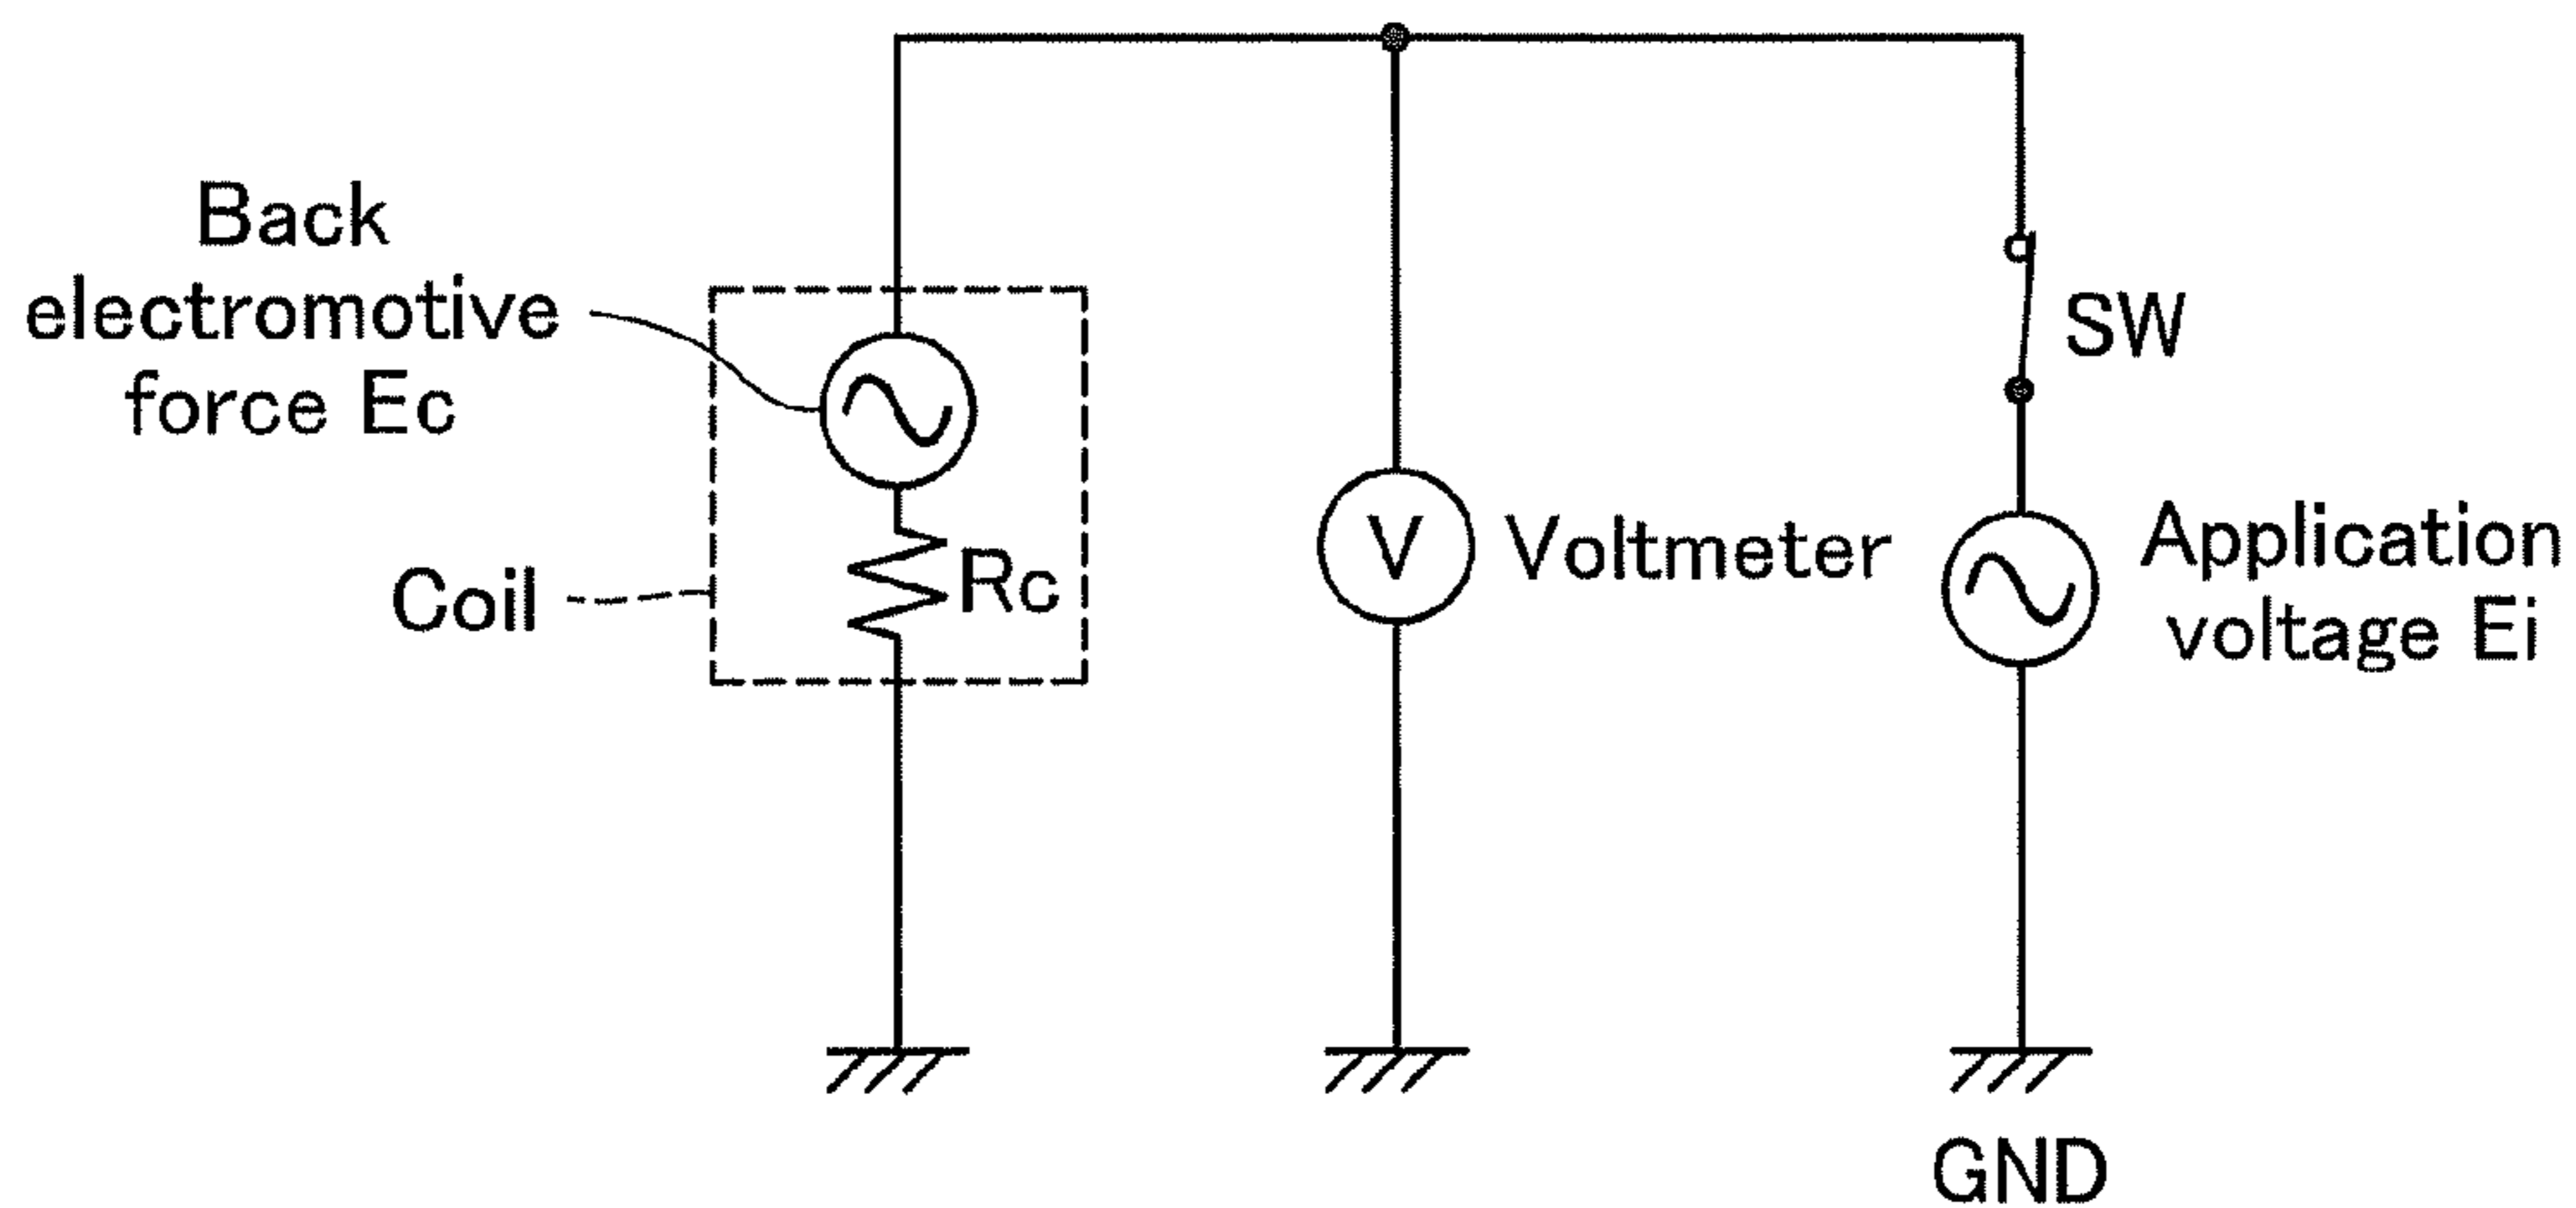 Back
electromotive
force Ec
SW
Application
voltage Ei
V
Voltmeter
Rc
Coil
GND